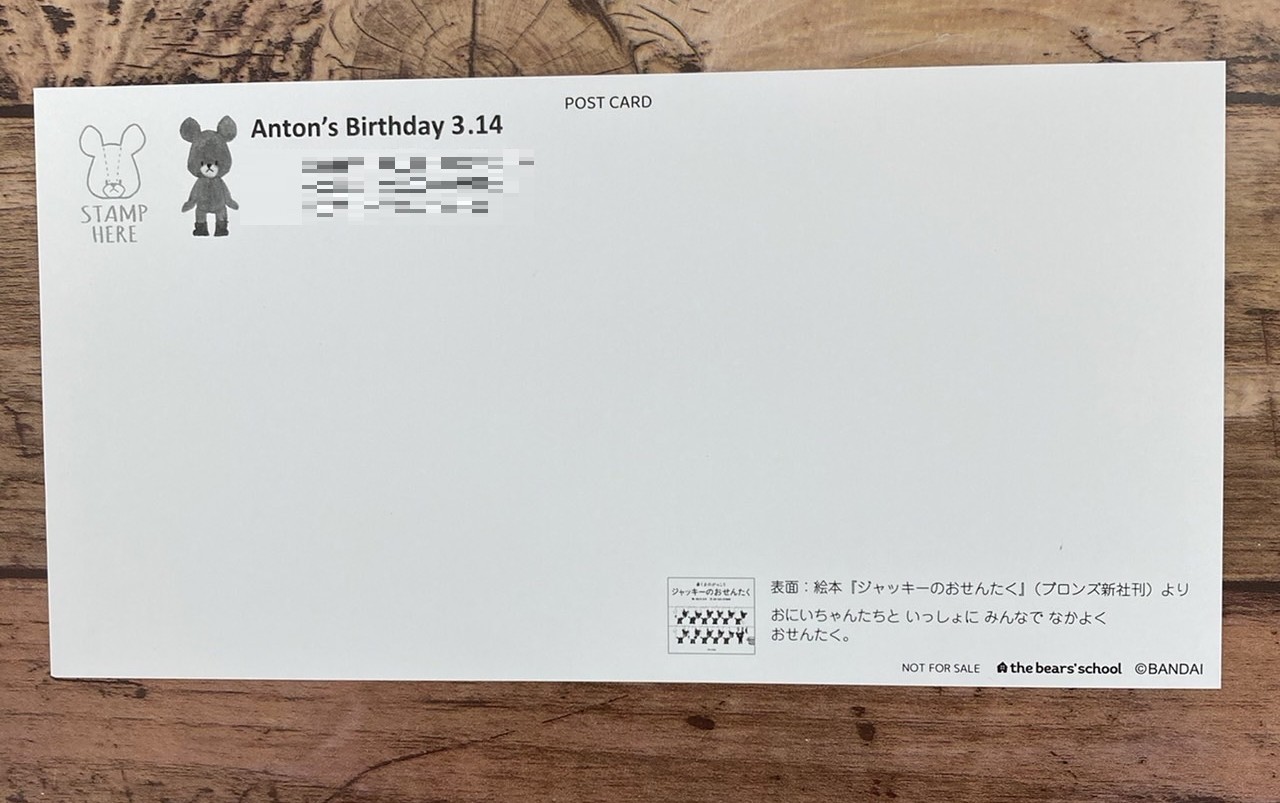 POST CARD
Anton's Birthday 3.14
STAMP
HERE
ジャッキーのおせんたく
表面：絵本『ジャッキーのおせんたく』（ブロンズ新社刊）より
おにいちゃんたちと いっしょに みんなで なかよく
おせんたく。
NOT FOR SALE the bears' school ©BANDAI